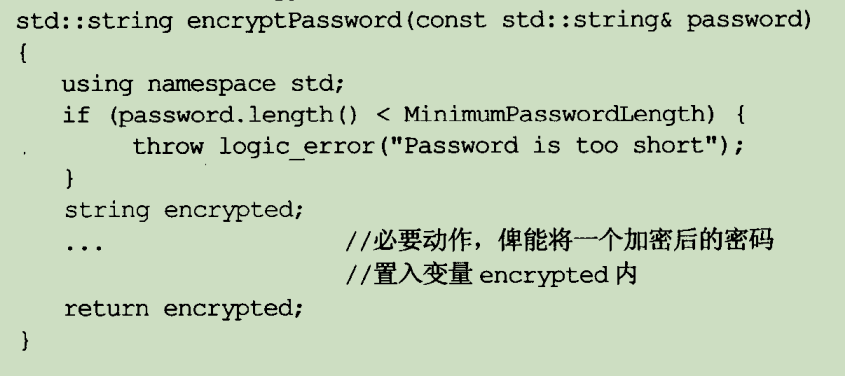 std::string encryptPassword(const std::string& password)
{
using namespace std;
if (password.length() < MinimumPasswordLength) {
throw logic_error("Password is too short");
}
string encrypted;
... //必要动作，俾能将一个加密后的密码
//置入变量 encrypted 内
return encrypted;
}